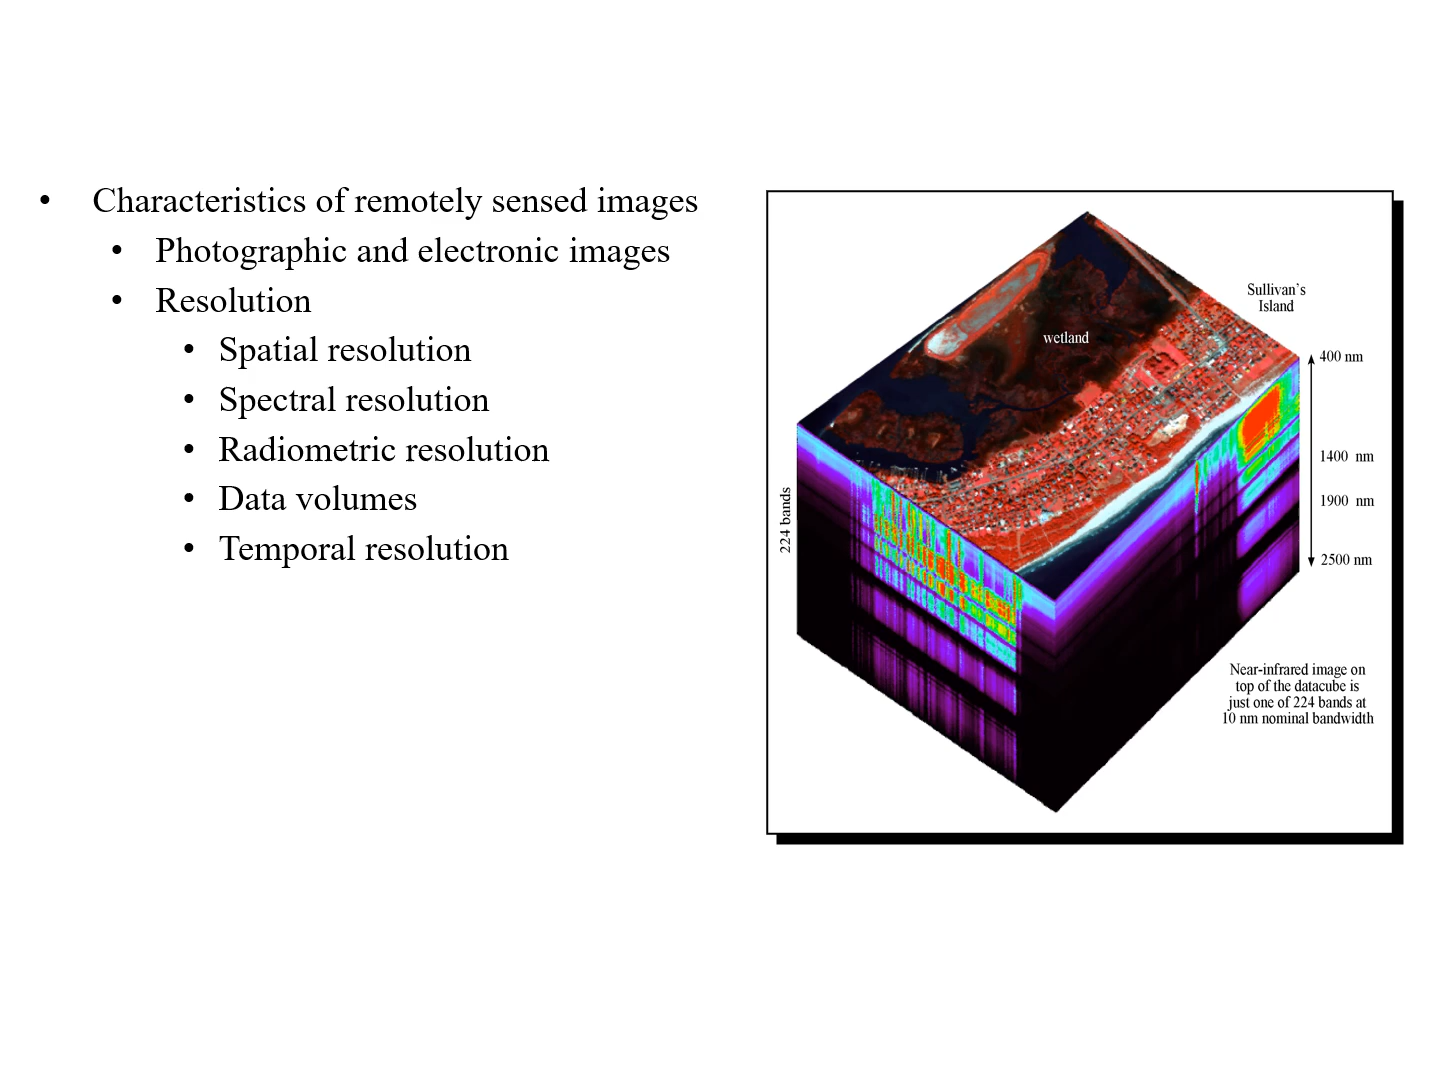 • Characteristics of remotely sensed images
• Photographic and electronic images
• Resolution
• Spatial resolution
• Spectral resolution
• Radiometric resolution
• Data volumes
• Temporal resolution
Sullivan’s
Island
wetland
400 nm
1400 nm
1900 nm
2500 nm
224 bands
Near-infrared image on
top of the datacube is
just one of 224 bands at
10 nm nominal bandwidth